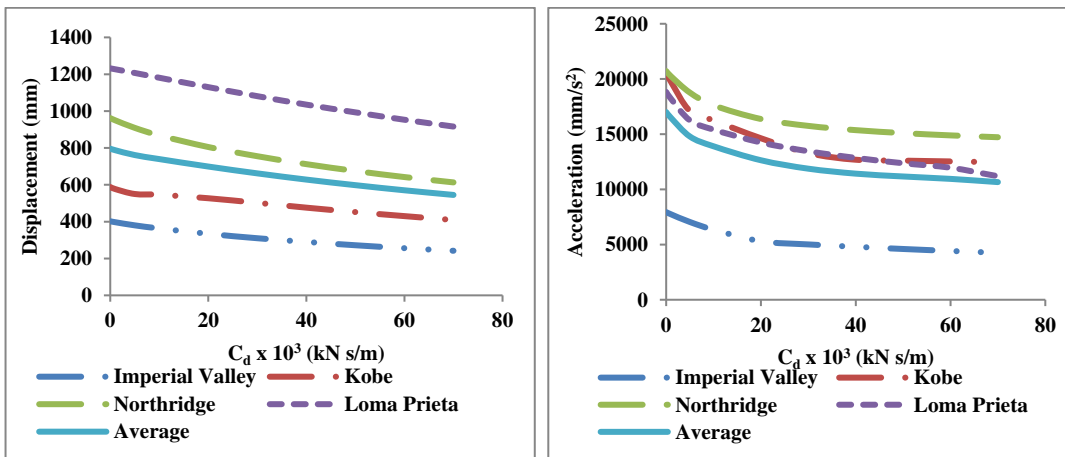 Displacement (mm)
1400
1200
1000
800
600
400
200
0
0 20 40 60 80
C_d x 10³ (kN s/m)
Imperial Valley Kobe
Northridge Loma Prieta
Average
Acceleration (mm/s²)
25000
20000
15000
10000
5000
0
0 20 40 60 80
C_d x 10³ (kN s/m)
Imperial Valley Kobe
Northridge Loma Prieta
Average